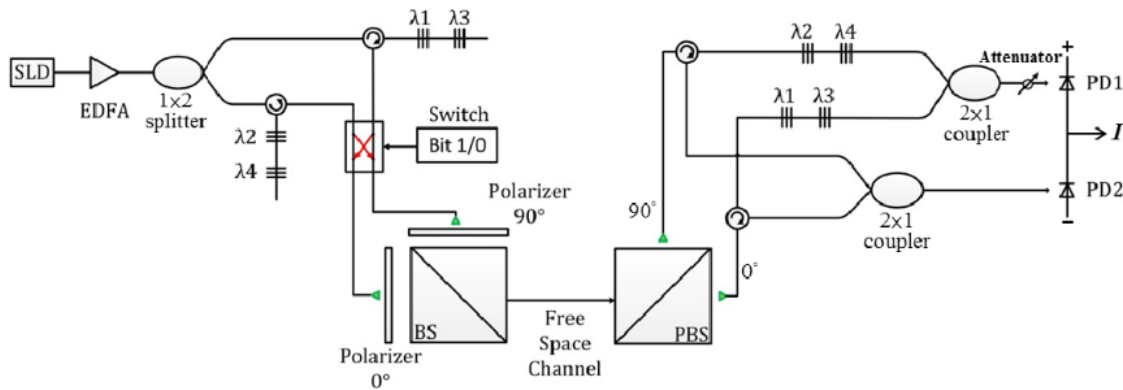 SLD
EDFA
1×2
splitter
λ1 λ3
λ2
λ4
Switch
Bit 1/0
Polarizer
90°
BS
Polarizer
0°
Free
Space
Channel
PBS
90°
0°
λ2 λ4
λ1 λ3
Attenuator
2×1
coupler
2×1
coupler
+
PD1
I
PD2
−